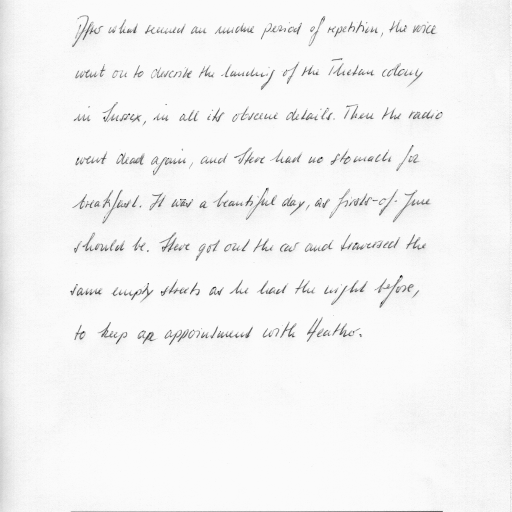 After what seemed an undue period of repetition, the voice
went on to describe the landing of the Thetan colony
in Sussex, in all its obscene details. Then the radio
went dead again, and Steve had no stomach for
breakfast. It was a beautiful day, as firsts-of-June
should be. Steve got out the car and traversed the
same empty streets as he had the night before,
to keep an appointment with Heather.